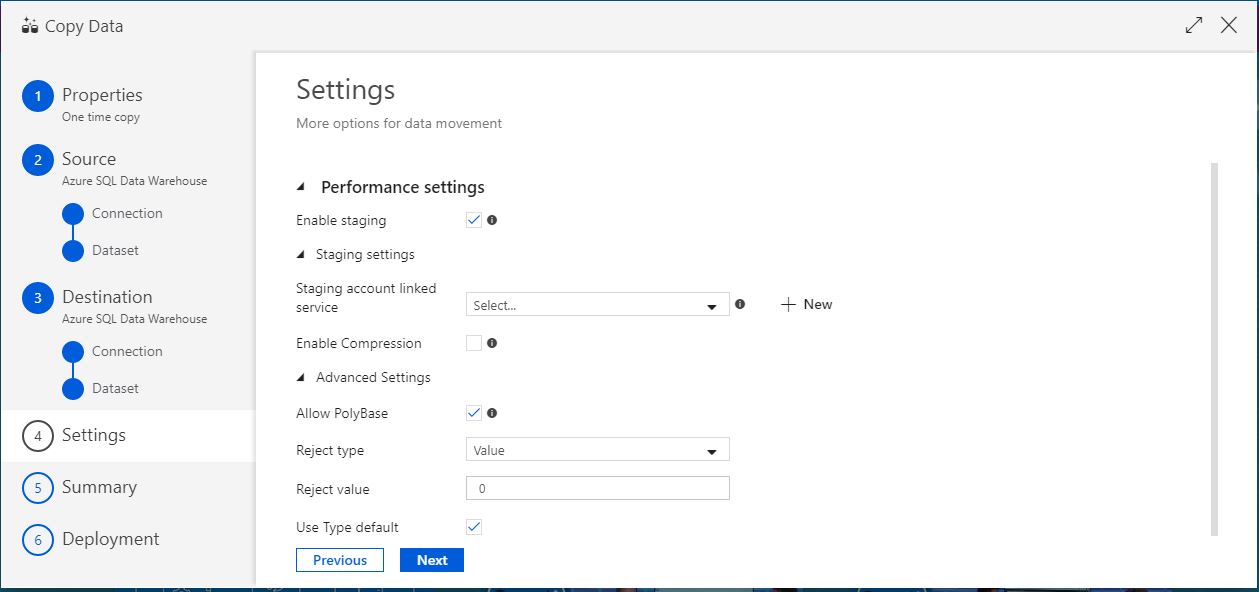 Copy Data
1 Properties
One time copy
2 Source
Azure SQL Data Warehouse
Connection
Dataset
3 Destination
Azure SQL Data Warehouse
Connection
Dataset
4 Settings
5 Summary
6 Deployment
Settings
More options for data movement
Performance settings
Enable staging
Staging settings
Staging account linked
service
Select...
New
Enable Compression
Advanced Settings
Allow PolyBase
Reject type Value
Reject value 0
Use Type default
Previous Next